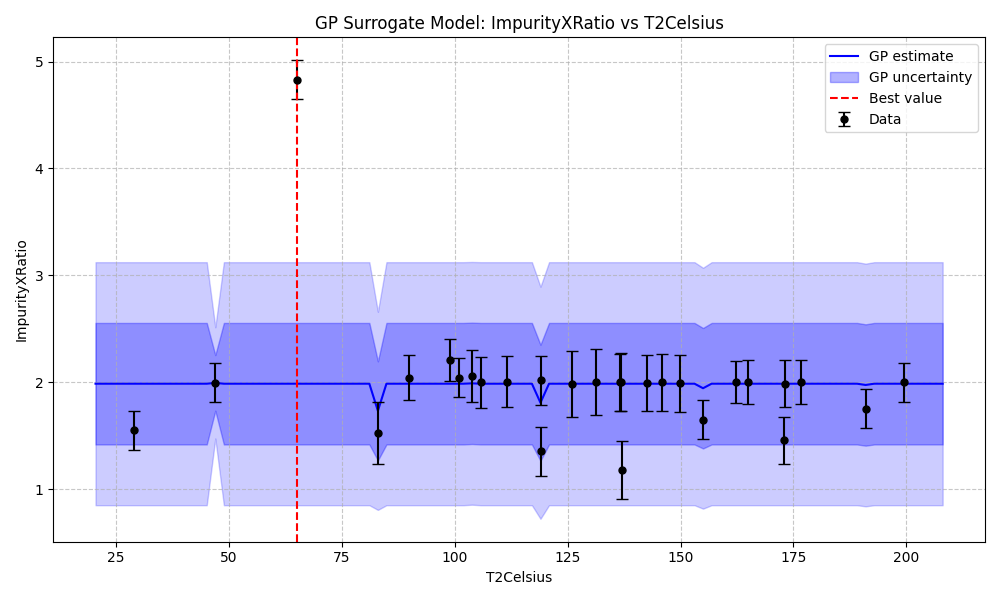 GP Surrogate Model: ImpurityXRatio vs T2Celsius
GP estimate
GP uncertainty
Best value
Data
5
4
3
2
1
ImpurityXRatio
25 50 75 100 125 150 175 200
T2Celsius